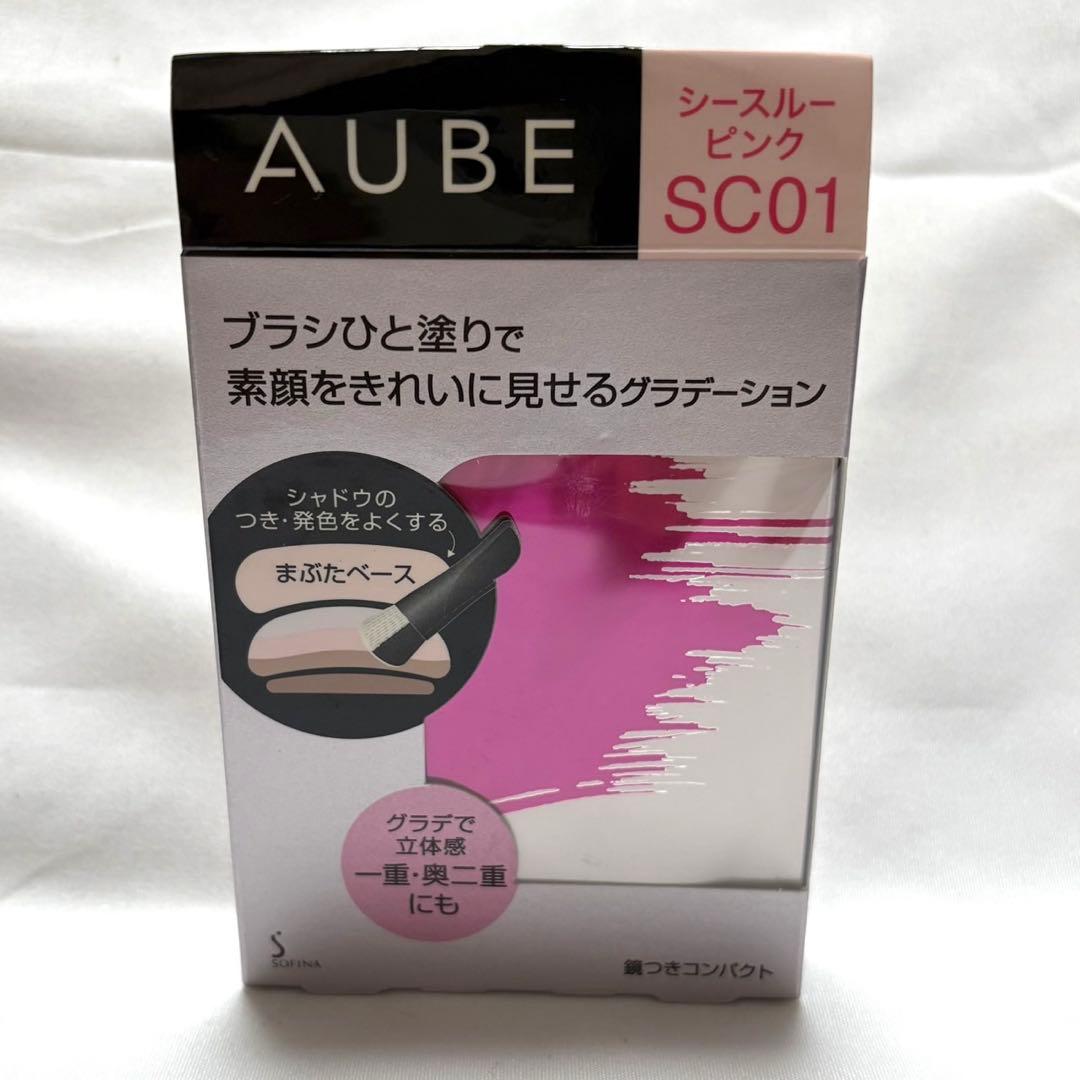 AUBE
シースルー
ピンク
SC01
ブラシひと塗りで
素顔をきれいに見せるグラデーション
シャドウの
つき・発色をよくする
まぶたベース
グラデで
立体感
一重・奥二重
にも
SOFINA
鏡つきコンパクト